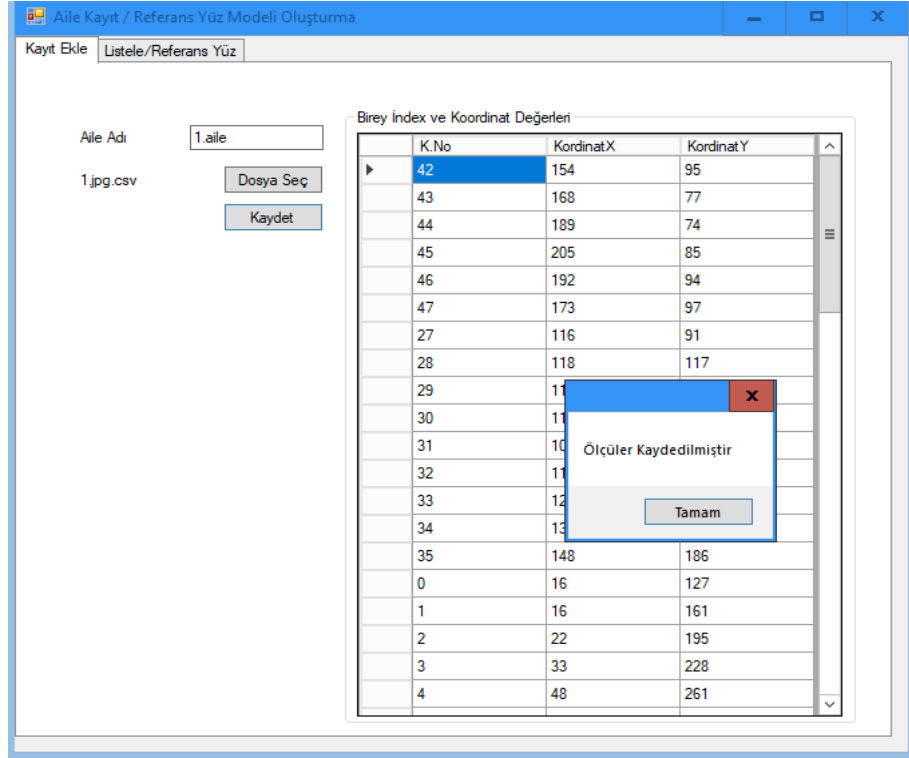 Aile Kayıt / Referans Yüz Modeli Oluşturma
Kayıt Ekle Listele/Referans Yüz
Birey İndex ve Koordinat Değerleri
Aile Adı 1.aile
1.jpg.csv Dosya Seç
Kaydet
K.No KordinatX KordinatY
42 154 95
43 168 77
44 189 74
45 205 85
46 192 94
47 173 97
27 116 91
28 118 117
29
30
31
32
33
34
35 148 186
0 16 127
1 16 161
2 22 195
3 33 228
4 48 261
Ölçüler Kaydedilmiştir
Tamam